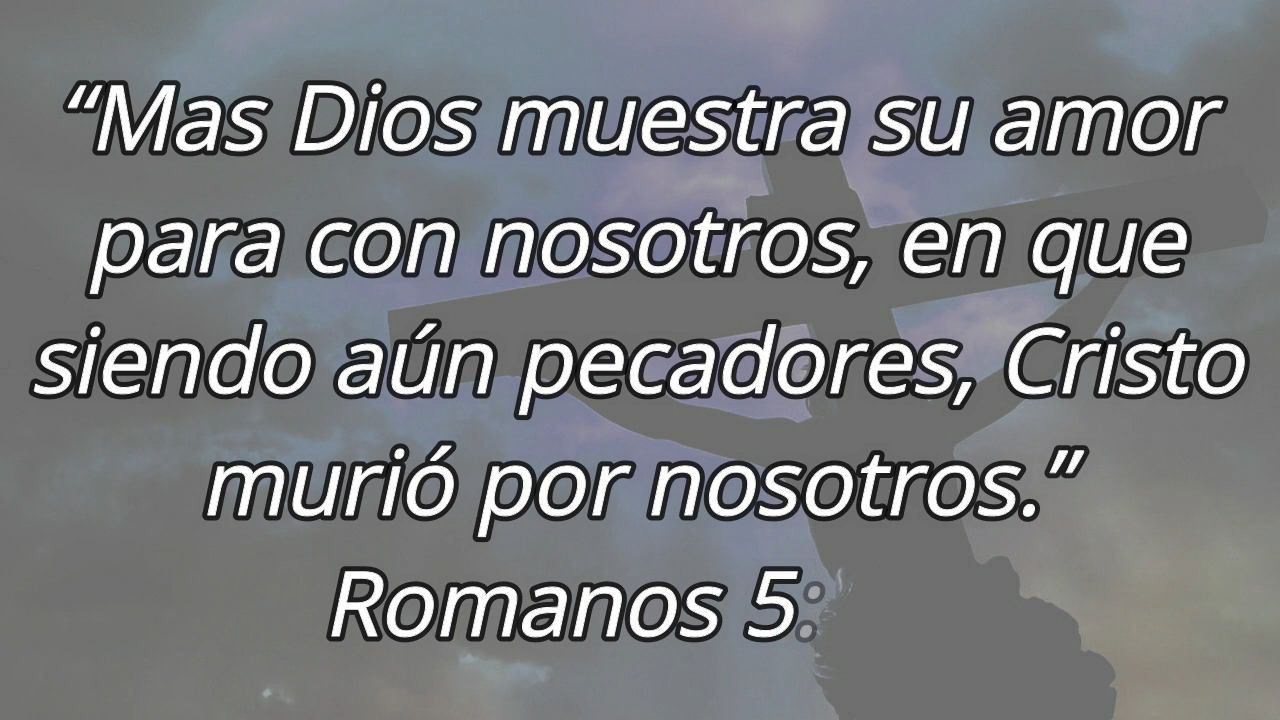 “Mas Dios muestra su amor
para con nosotros, en que
siendo aún pecadores, Cristo
murió por nosotros.”
Romanos 5: